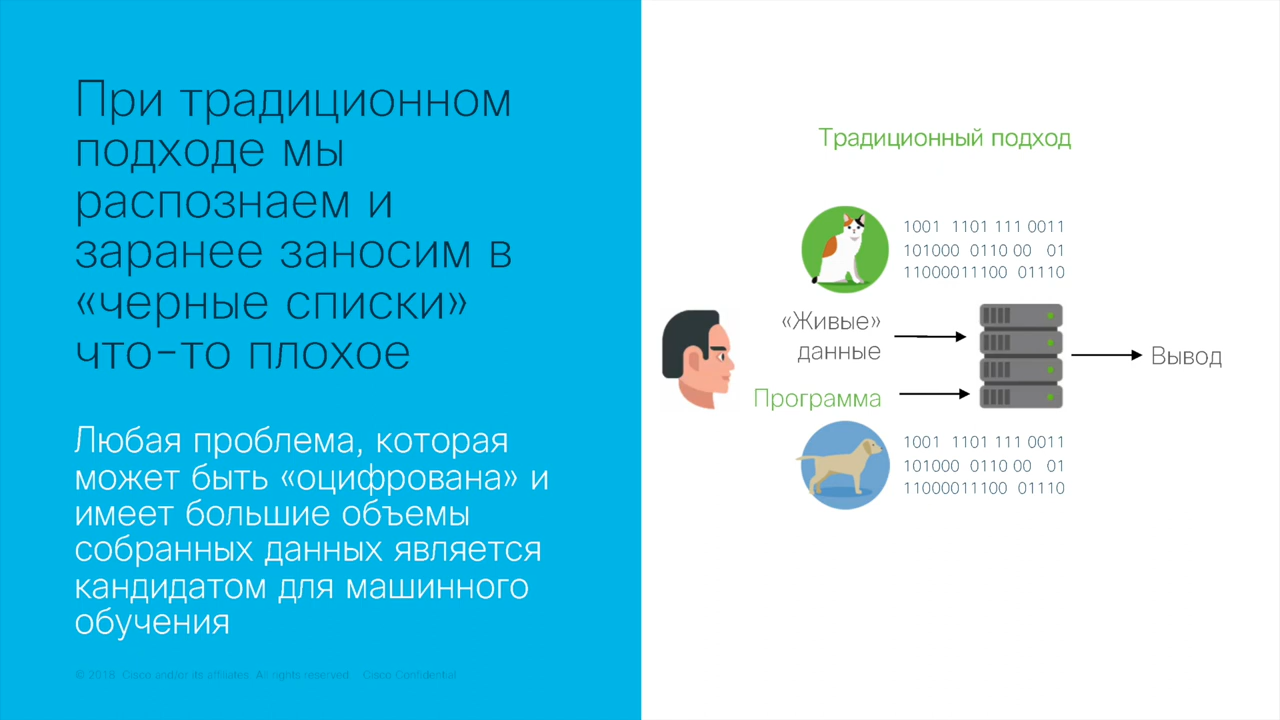 При традиционном
подходе мы
распознаем и
заранее заносим в
«черные списки»
что-то плохое
Любая проблема, которая
может быть «оцифрована» и
имеет большие объемы
собранных данных является
кандидатом для машинного
обучения
© 2018 Cisco and/or its affiliates. All rights reserved. Cisco Confidential
Традиционный подход
1001 1101 111 0011
101000 0110 00 01
11000011100 01110
«Живые»
данные
Программа
Вывод
1001 1101 111 0011
101000 0110 00 01
11000011100 01110